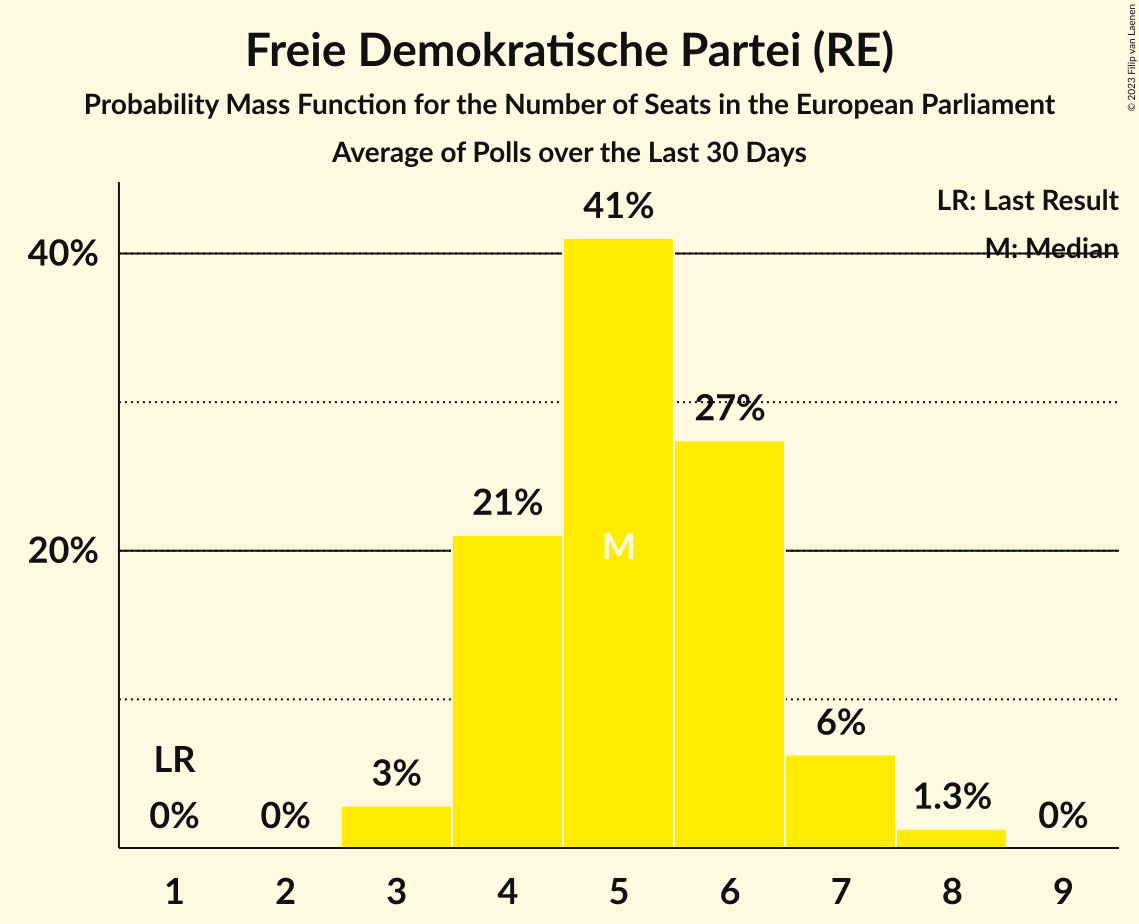 Freie Demokratische Partei (RE)
Probability Mass Function for the Number of Seats in the European Parliament
Average of Polls over the Last 30 Days
© 2023 Filip van Laenen
LR: Last Result
M: Median
40%
20%
LR
0%
0%
3%
21%
41%
M
27%
6%
1.3%
0%
1 2 3 4 5 6 7 8 9